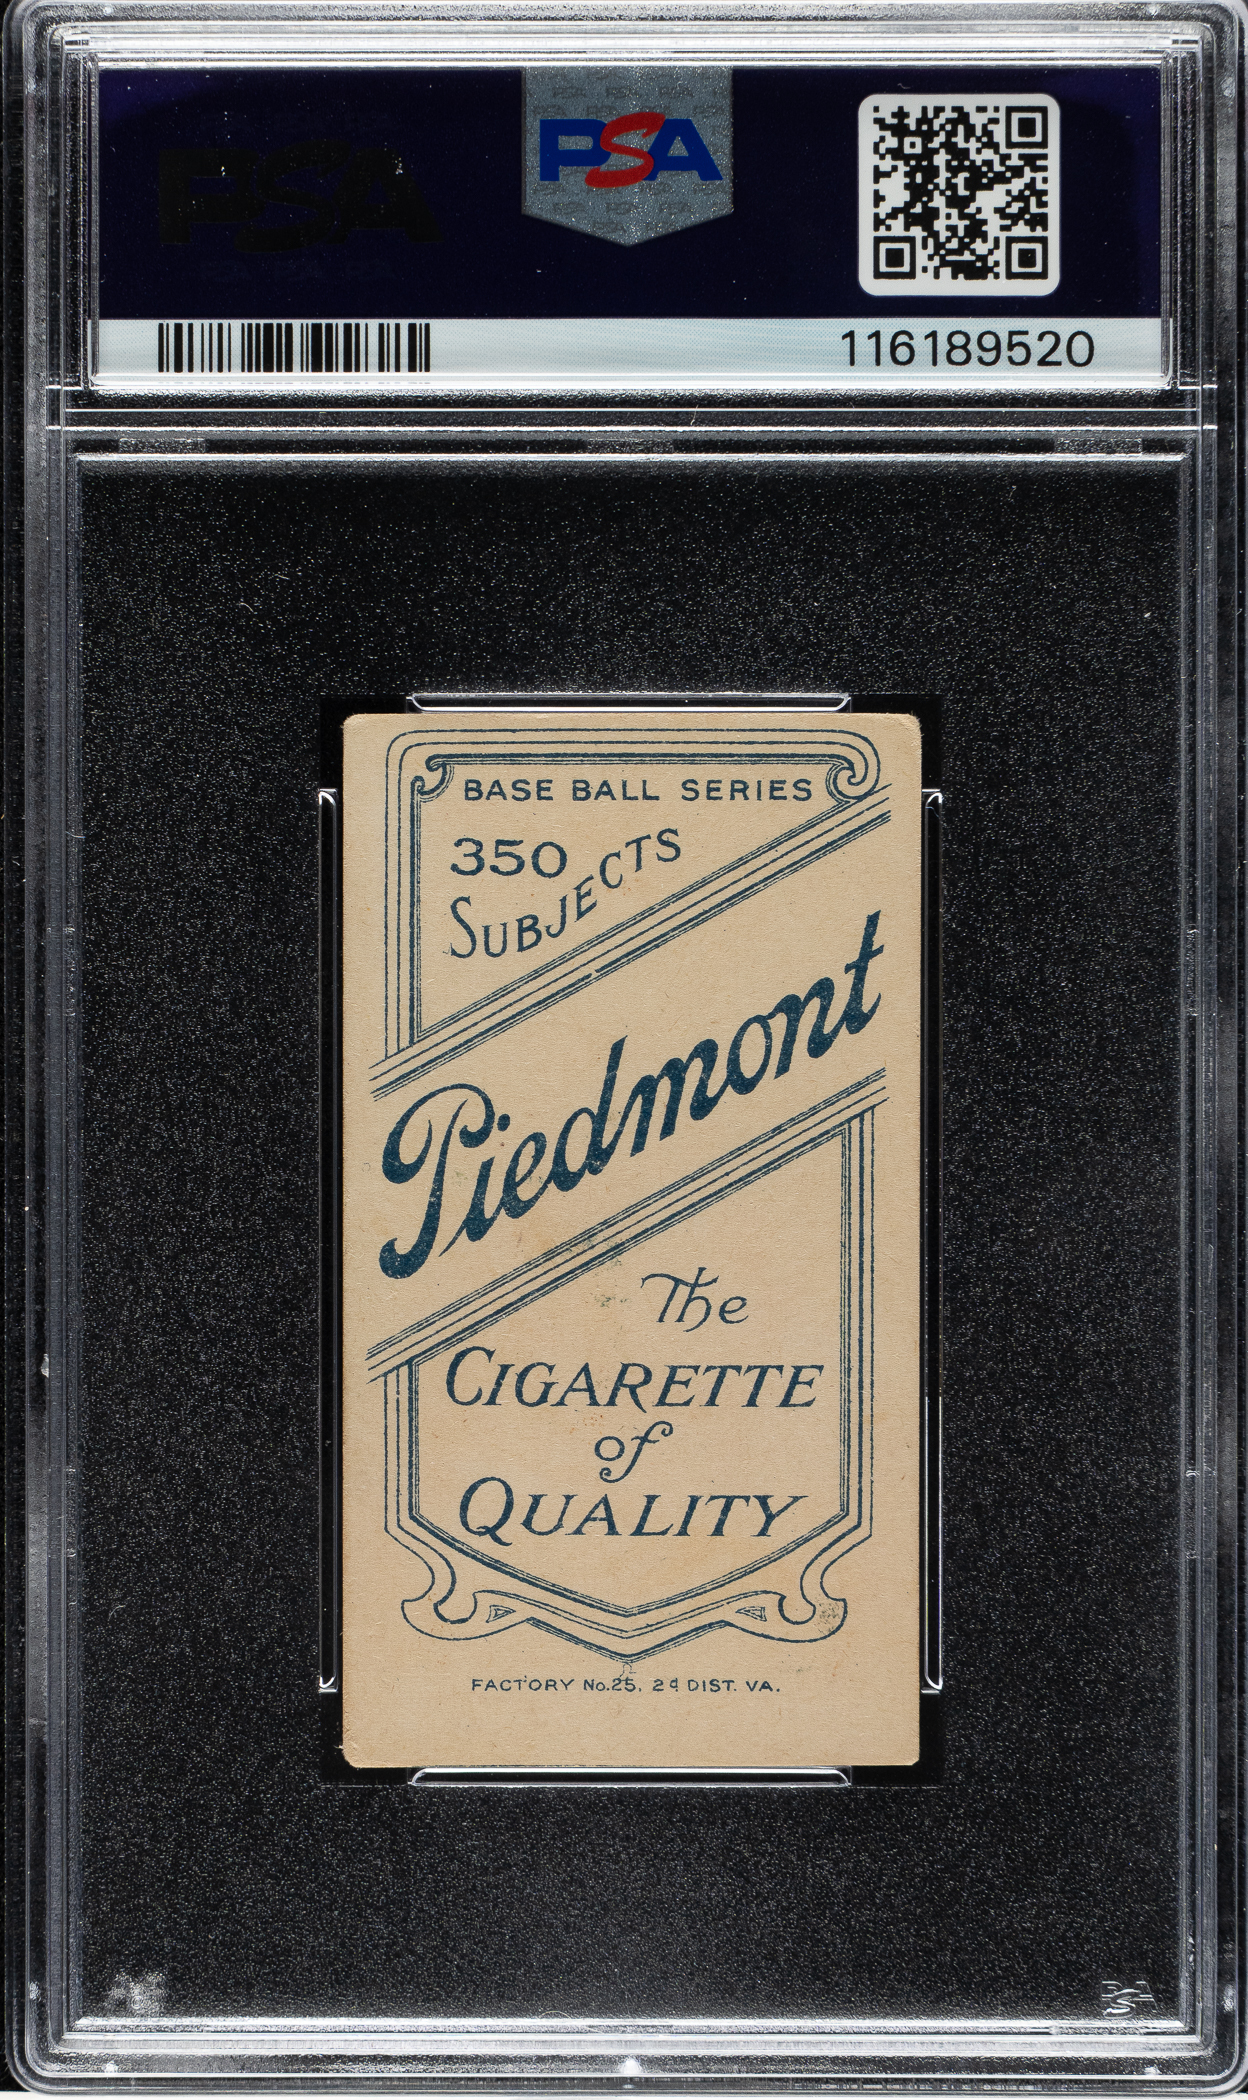 PSA
PSA
116189520
BASE BALL SERIES
350
SUBJECTS
Piedmont
The
CIGARETTE
of
QUALITY
FACTORY No. 25, 2d DIST. VA.